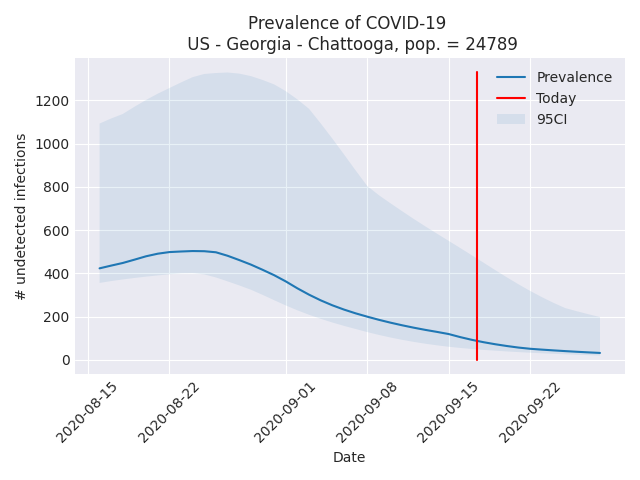 Prevalence of COVID-19
US - Georgia - Chattooga, pop. = 24789
Prevalence
Today
95CI
1200
1000
800
600
400
200
0
# undetected infections
2020-08-15
2020-08-22
2020-09-01
2020-09-08
2020-09-15
2020-09-22
Date